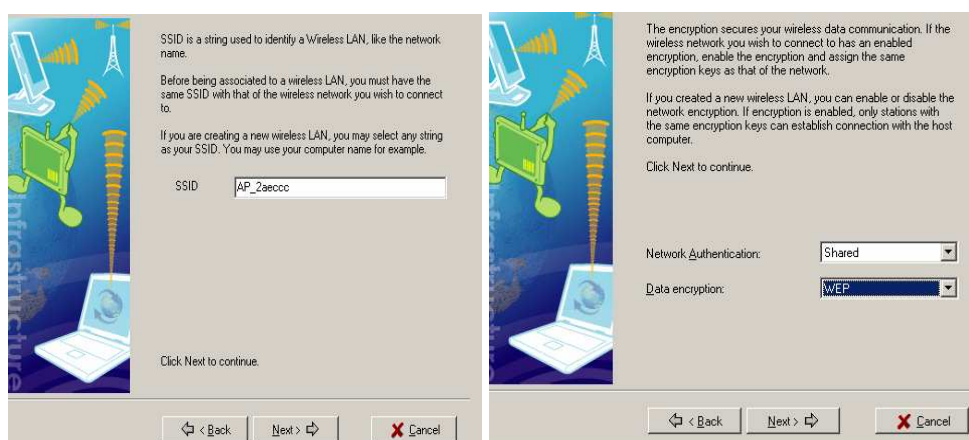 SSID is a string used to identify a Wireless LAN, like the network
name.
Before being associated to a wireless LAN, you must have the
same SSID with that of the wireless network you wish to connect
to.
If you are creating a new wireless LAN, you may select any string
as your SSID. You may use your computer name for example.
SSID AP_2aeccc
Click Next to continue.
< Back Next > Cancel
Infrastructure
The encryption secures your wireless data communication. If the
wireless network you wish to connect to has an enabled
encryption, enable the encryption and assign the same
encryption keys as that of the network.
If you created a new wireless LAN, you can enable or disable the
network encryption. If encryption is enabled, only stations with
the same encryption keys can establish connection with the host
computer.
Click Next to continue.
Network Authentication: Shared
Data encryption: WEP
< Back Next > Cancel
Infrastructure